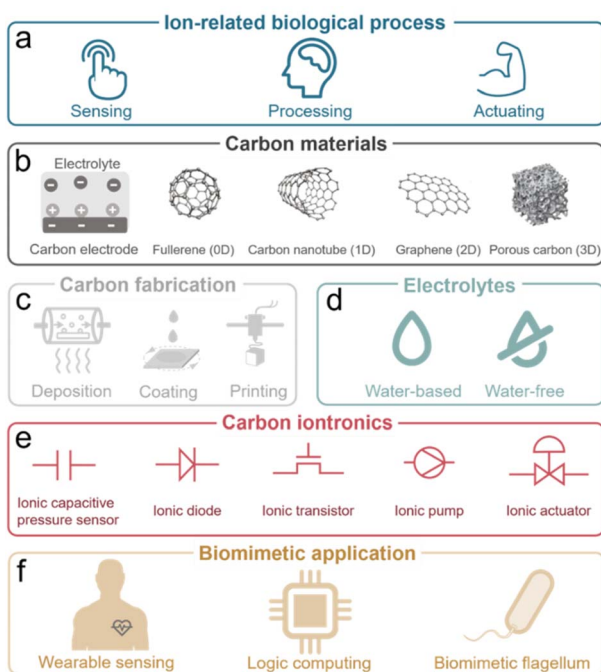 a
Ion-related biological process
Sensing
Processing
Actuating
b
Carbon materials
Electrolyte
Carbon electrode
Fullerene (0D)
Carbon nanotube (1D)
Graphene (2D)
Porous carbon (3D)
c
Carbon fabrication
Deposition
Coating
Printing
d
Electrolytes
Water-based
Water-free
e
Carbon iontronics
Ionic capacitive
pressure sensor
Ionic diode
Ionic transistor
Ionic pump
Ionic actuator
f
Biomimetic application
Wearable sensing
Logic computing
Biomimetic flagellum